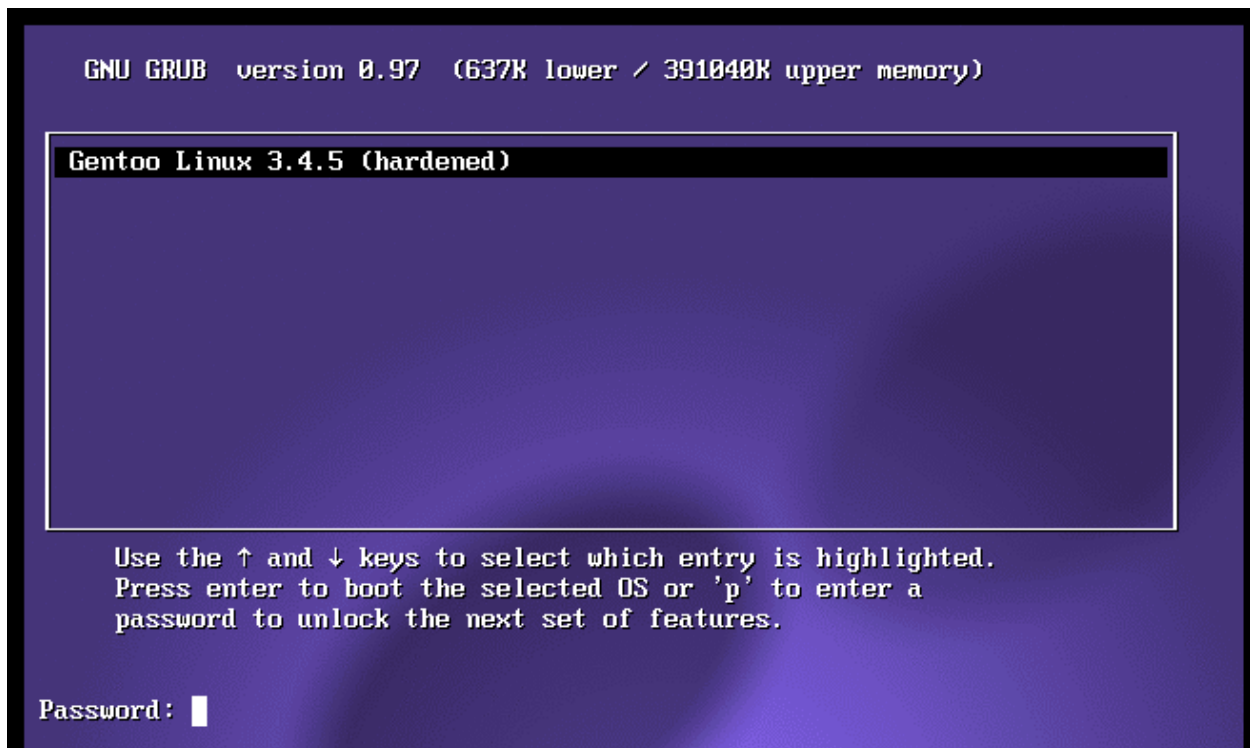 GNU GRUB version 0.97 (637K lower / 391040K upper memory)
Gentoo Linux 3.4.5 (hardened)
Use the ↑ and ↓ keys to select which entry is highlighted.
Press enter to boot the selected OS or 'p' to enter a
password to unlock the next set of features.
Password: